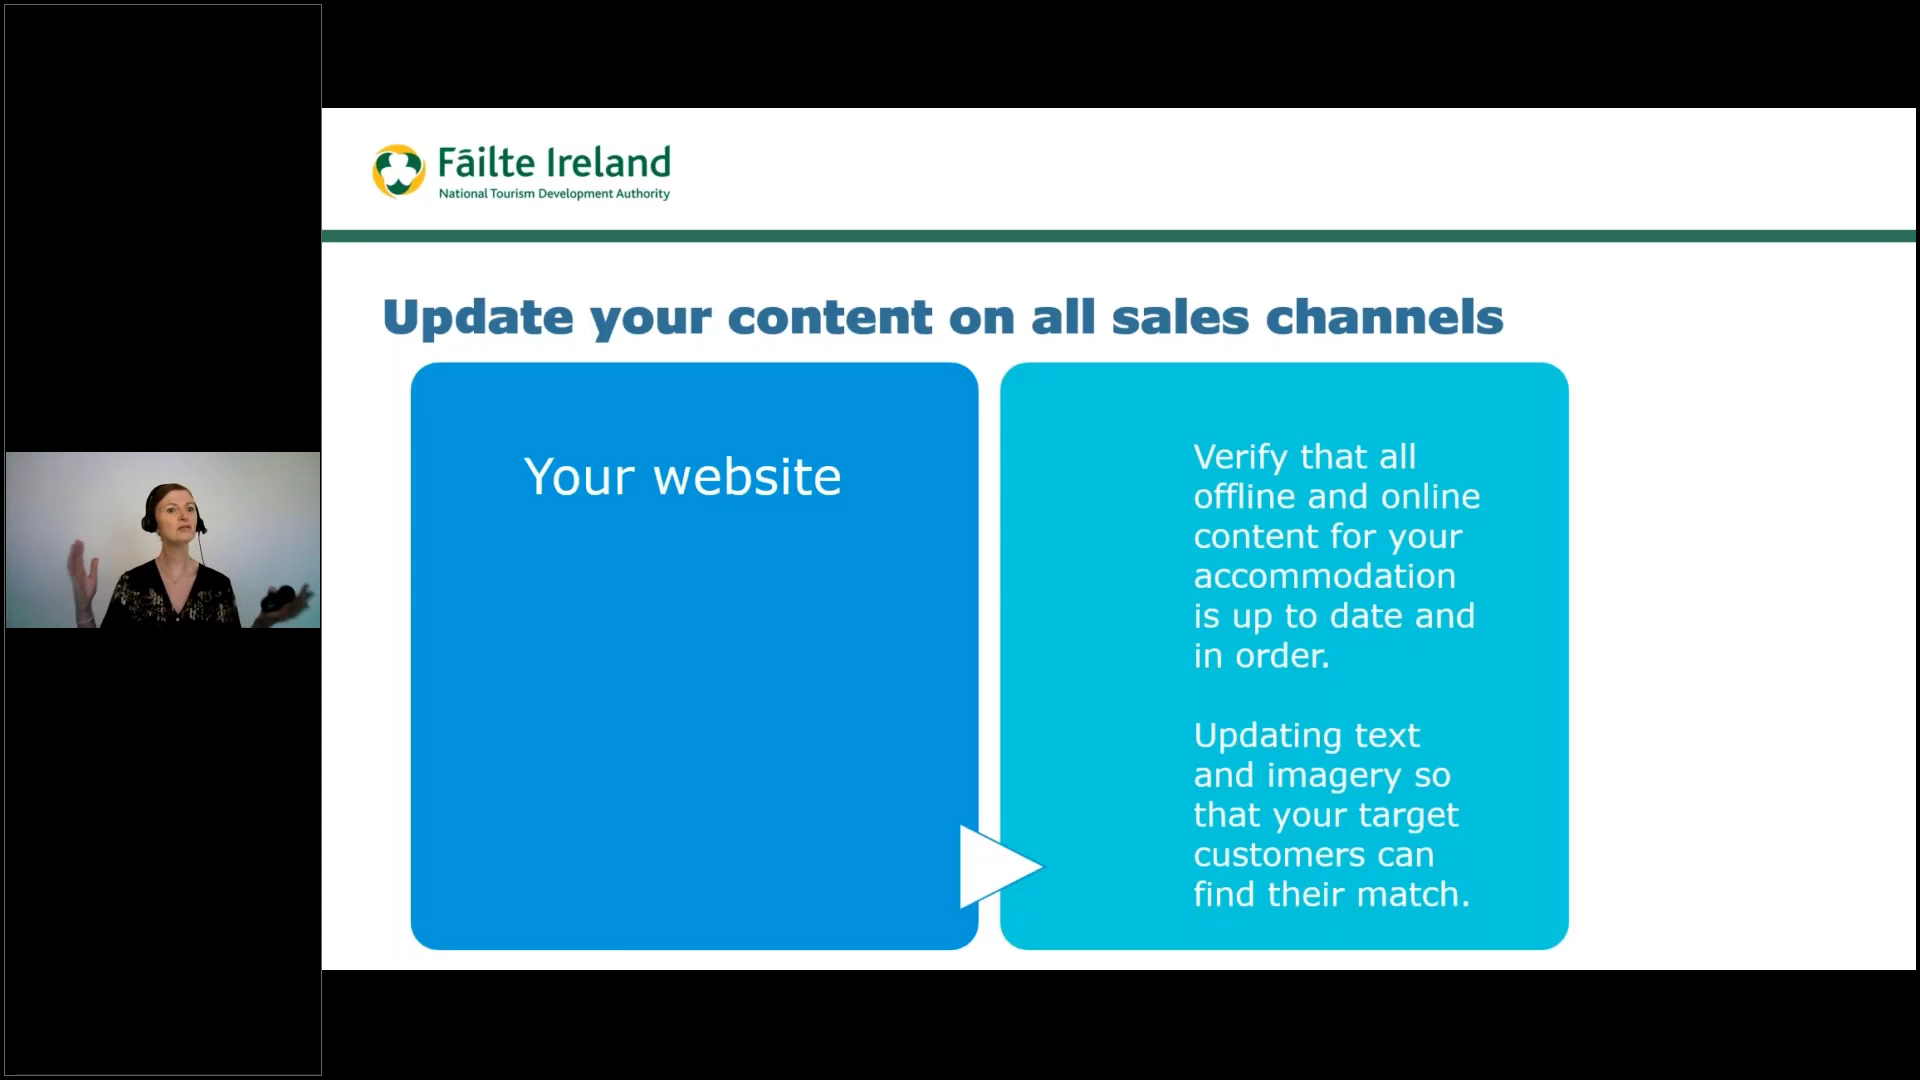 Fáilte Ireland
National Tourism Development Authority
Update your content on all sales channels
Your website
Verify that all
offline and online
content for your
accommodation
is up to date and
in order.
Updating text
and imagery so
that your target
customers can
find their match.